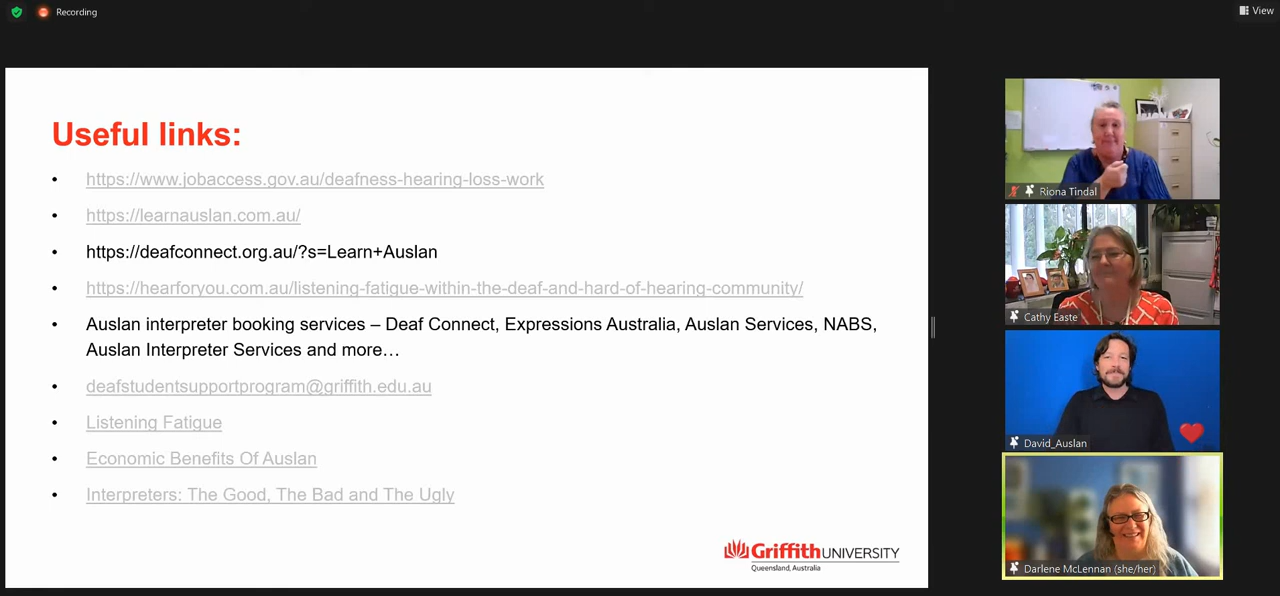 Recording
View
Useful links:
• https://www.jobaccess.gov.au/deafness-hearing-loss-work
• https://learnauslan.com.au/
• https://deafconnect.org.au/?s=Learn+Auslan
• https://hearforyou.com.au/listening-fatigue-within-the-deaf-and-hard-of-hearing-community/
• Auslan interpreter booking services – Deaf Connect, Expressions Australia, Auslan Services, NABS,
Auslan Interpreter Services and more…
• deafstudentsupportprogram@griffith.edu.au
• Listening Fatigue
• Economic Benefits Of Auslan
• Interpreters: The Good, The Bad and The Ugly
Griffith UNIVERSITY
Queensland, Australia
Riona Tindal
Cathy Easte
David_Auslan
Darlene McLennan (she/her)